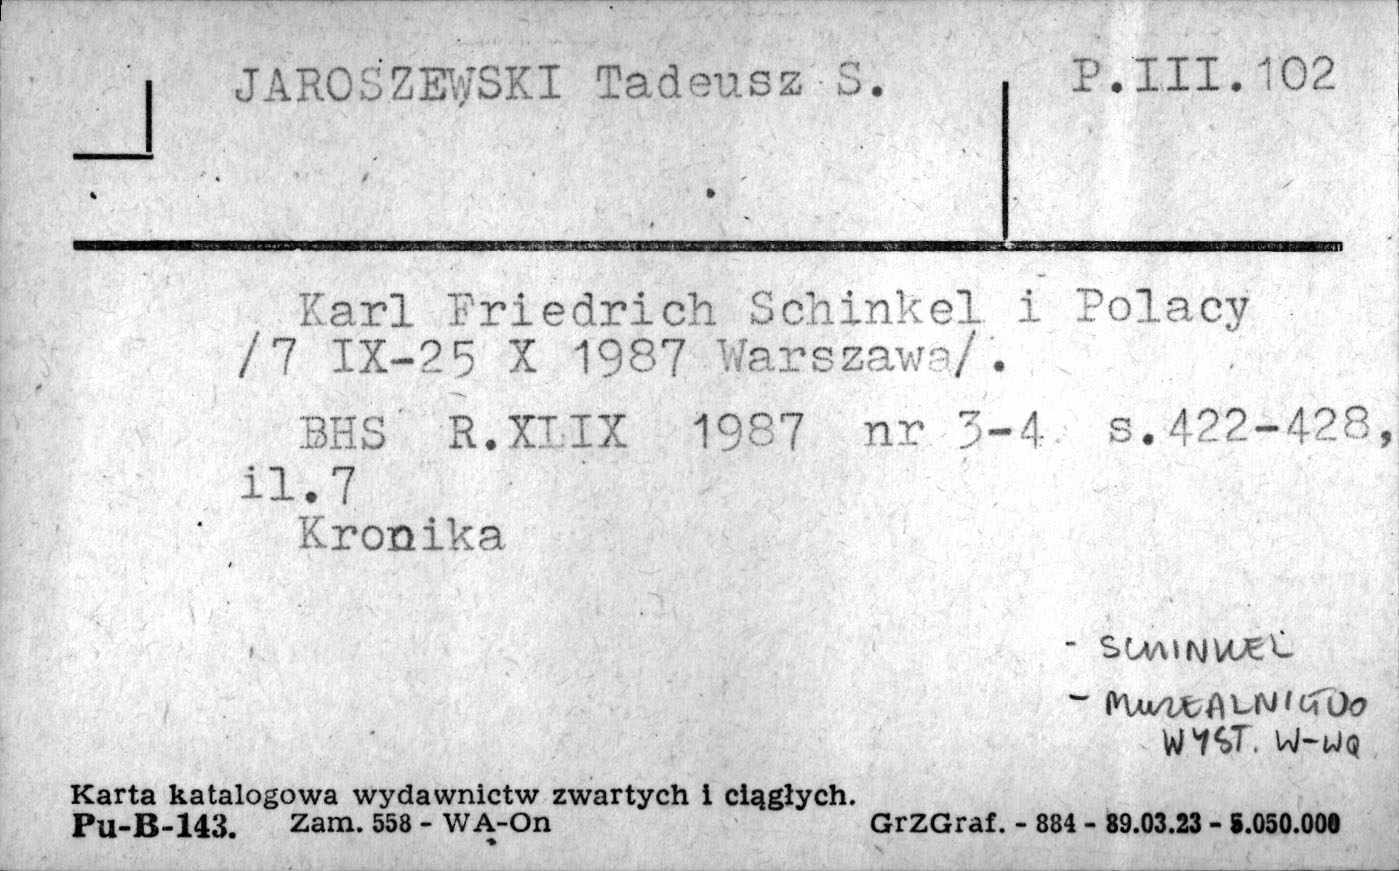 JAROSZEWSKI Tadeusz S. P.III.102
Karl Friedrich Schinkel i Polacy
/7 IX-25 X 1987 Warszawa/.
BHS R.XLIX 1987 nr 3-4 s.422-428,
il.7
Kronika
- SCHINKEL
- MUZEALNICTWO
WYST. W-WA
Karta katalogowa wydawnictw zwartych i ciągłych.
Pu-B-143. Zam. 558 - WA-On GrZGraf. - 884 - 89.03.23 - 5.050.000